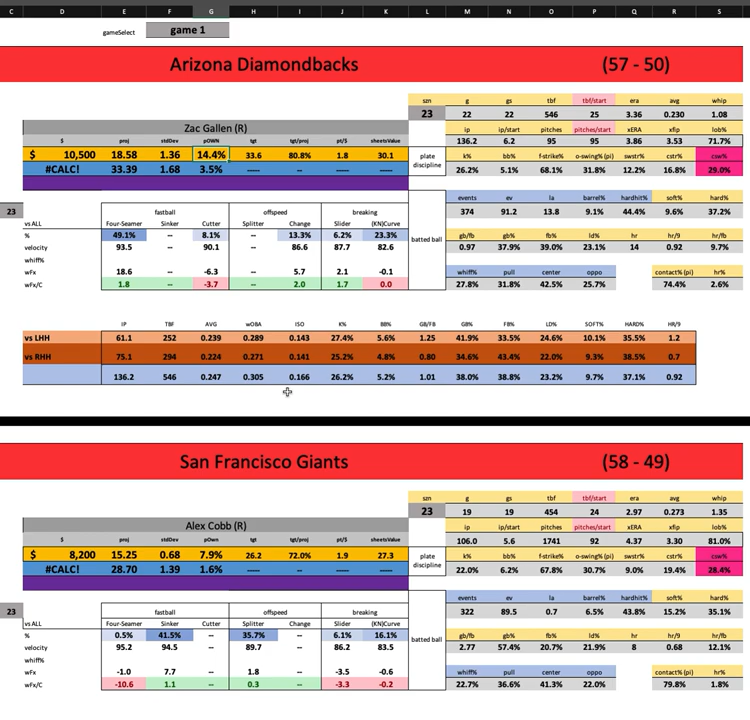 C D E F G H I J K L M N O P Q R S
gameSelect game 1
Arizona Diamondbacks (57 - 50)
szn g gs tbf tbf/start era avg whip
23 22 22 546 25 3.36 0.230 1.08
Zac Gallen (R) ip ip/start pitches pitches/start xERA xfip lob%
136.2 6.2 95 95 3.86 3.53 71.7%
$ proj stdDev pOWN tgt tgt/proj pt/$ sheetsValue
plate discipline k% bb% f-strike% o-swing% (pi) swstr% cstr% csw%
$ 10,500 18.58 1.36 14.4% 33.6 80.8% 1.8 30.1
#CALC! 33.39 1.68 3.5% ---- -- ---- ----
26.2% 5.1% 68.1% 31.8% 12.2% 16.8% 29.0%
events ev la barrel% hardhit% soft% hard%
23 fastball offspeed breaking
374 91.2 13.8 9.1% 44.4% 9.6% 37.2%
vs ALL Four-Seamer Sinker Cutter Splitter Change Slider (KN)Curve
% 49.1% -- 8.1% -- 13.3% 6.2% 23.3%
batted ball gb/fb gb% fb% ld% hr hr/9 hr/fb
velocity 93.5 -- 90.1 -- 86.6 87.7 82.6
0.97 37.9% 39.0% 23.1% 14 0.92 9.7%
whiff%
wFx 18.6 -- -6.3 -- 5.7 2.1 -0.1
whiff% pull center oppo contact% (pi) hr%
wFx/C 1.8 -- -3.7 -- 2.0 1.7 0.0
27.8% 31.8% 42.5% 25.7% 74.4% 2.6%
IP TBF AVG wOBA ISO K% BB% GB/FB GB% FB% LD% SOFT% HARD% HR/9
vs LHH 61.1 252 0.239 0.289 0.143 27.4% 5.6% 1.25 41.9% 33.5% 24.6% 10.1% 35.5% 1.2
vs RHH 75.1 294 0.224 0.271 0.141 25.2% 4.8% 0.80 34.6% 43.4% 22.0% 9.3% 38.5% 0.7
136.2 546 0.247 0.305 0.166 26.2% 5.2% 1.01 38.0% 38.8% 23.2% 9.7% 37.1% 0.92
San Francisco Giants (58 - 49)
szn g gs tbf tbf/start era avg whip
23 19 19 454 24 2.97 0.273 1.35
Alex Cobb (R) ip ip/start pitches pitches/start xERA xfip lob%
106.0 5.6 1741 92 4.37 3.30 81.0%
$ proj stdDev pOwn tgt tgt/proj pt/$ sheetsValue
plate discipline k% bb% f-strike% o-swing% (pi) swstr% cstr% csw%
$ 8,200 15.25 0.68 7.9% 26.2 72.0% 1.9 27.3
#CALC! 28.70 1.39 1.6% ---- -- ---- ----
22.0% 6.2% 67.8% 30.7% 9.0% 19.4% 28.4%
events ev la barrel% hardhit% soft% hard%
23 fastball offspeed breaking
322 89.5 0.7 6.5% 43.8% 15.2% 35.1%
vs ALL Four-Seamer Sinker Cutter Splitter Change Slider (KN)Curve
% 0.5% 41.5% -- 35.7% -- 6.1% 16.1%
batted ball gb/fb gb% fb% ld% hr hr/9 hr/fb
velocity 95.2 94.5 -- 89.7 -- 86.2 83.5
2.77 57.4% 20.7% 21.9% 8 0.68 12.1%
whiff%
wFx -1.0 7.7 -- 1.8 -- -3.5 -0.6
whiff% pull center oppo contact% (pi) hr%
wFx/C -10.6 1.1 -- 0.3 -- -3.3 -0.2
22.7% 36.6% 41.3% 22.0% 79.8% 1.8%